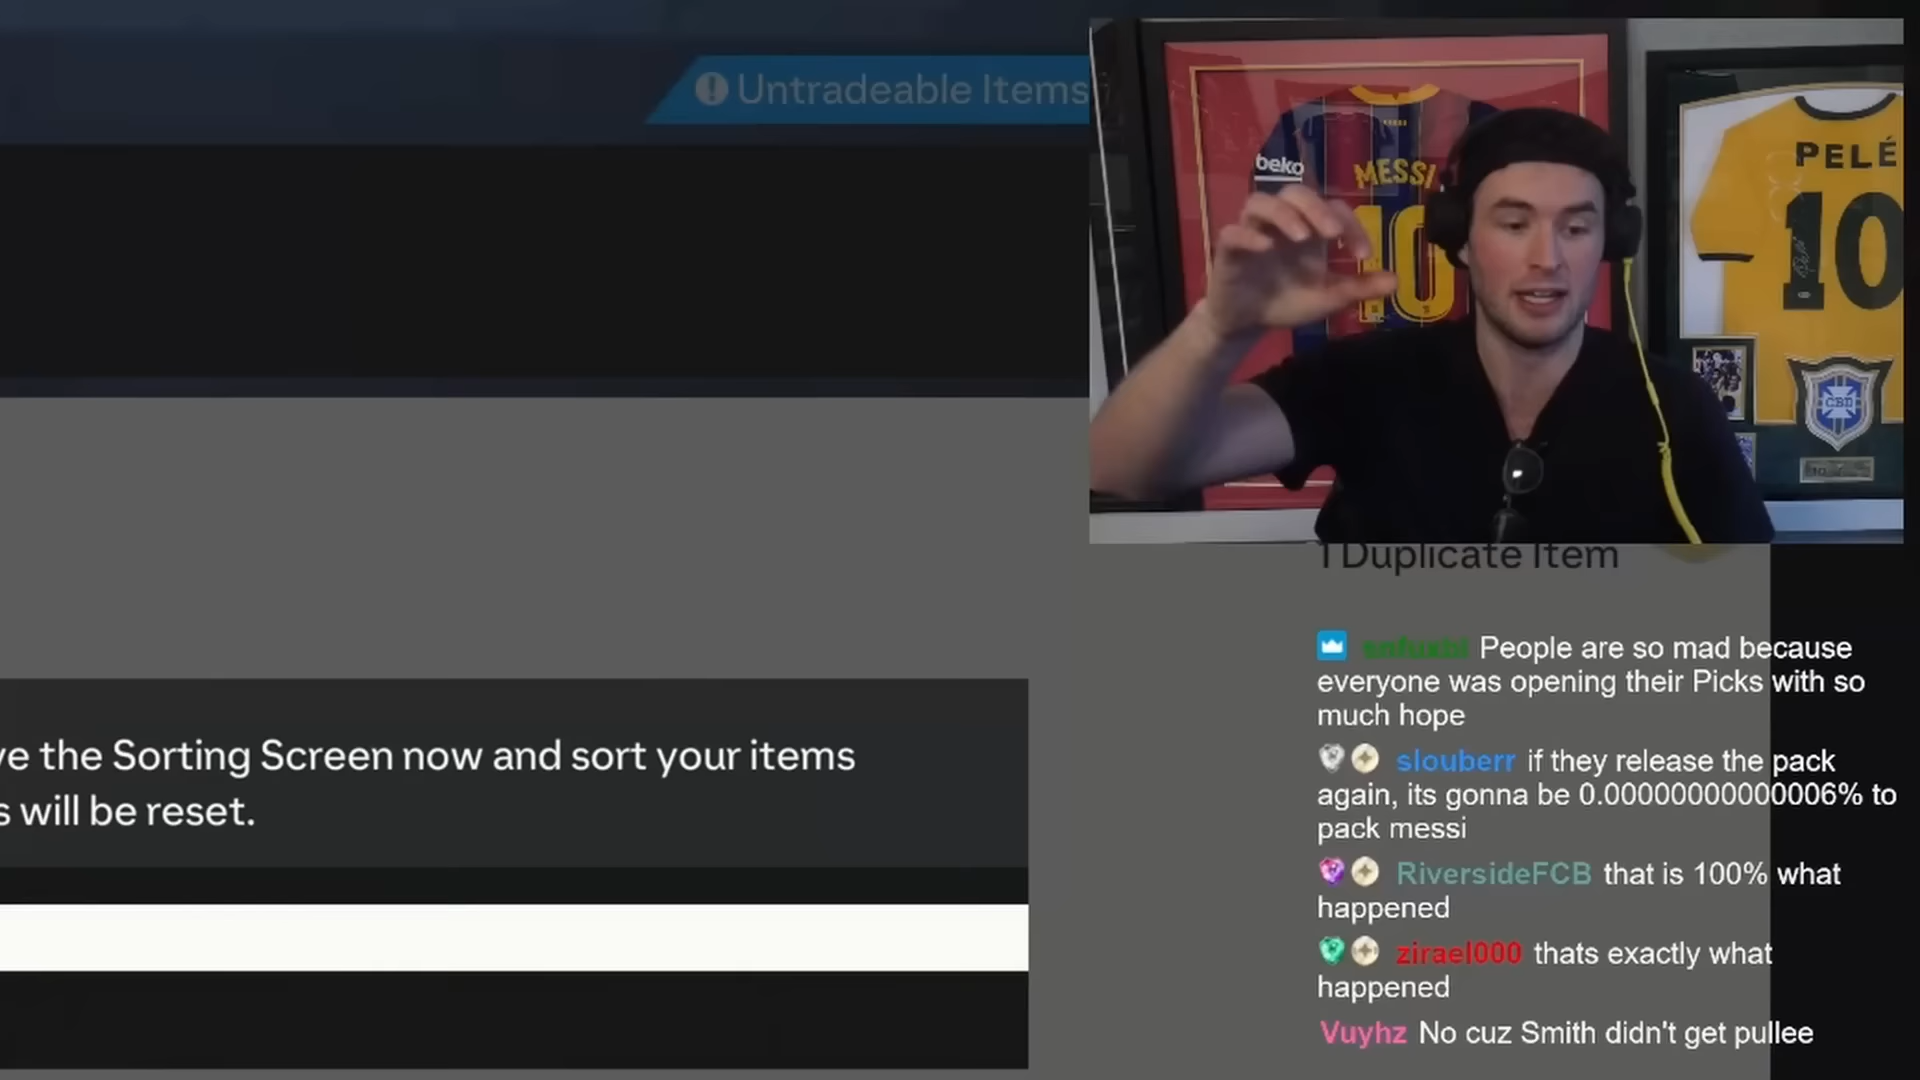 Untradeable Items
beko
MESSI
10
PELÉ
10
CBD
1 Duplicate Item
People are so mad because
everyone was opening their Picks with so
much hope
slouberr if they release the pack
again, its gonna be 0.00000000000006% to
pack messi
RiversideFCB that is 100% what
happened
zirael000 thats exactly what
happened
Vuyhz No cuz Smith didn't get pullee
ve the Sorting Screen now and sort your items
s will be reset.